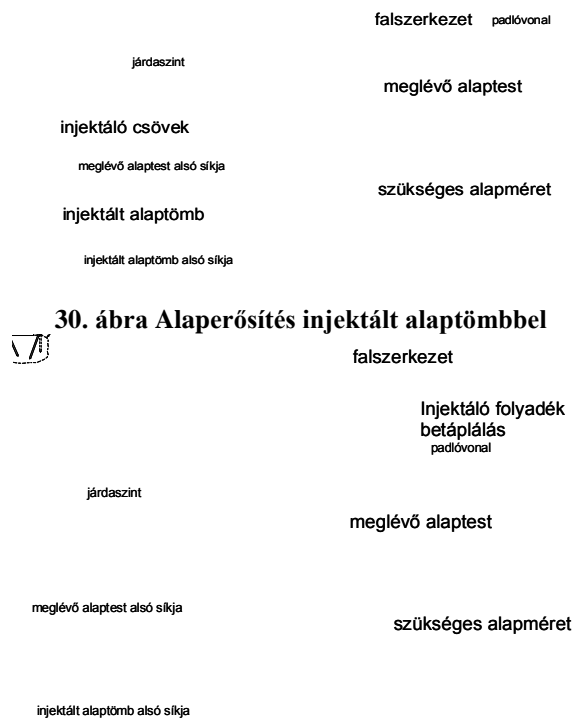 falszerkezet padlóvonal
járdaszint
meglévő alaptest
injektáló csövek
meglévő alaptest alsó síkja
szükséges alapméret
injektált alaptömb
injektált alaptömb alsó síkja
30. ábra Alaperősítés injektált alaptömbbel
falszerkezet
Injektáló folyadék
betáplálás
padlóvonal
járdaszint
meglévő alaptest
meglévő alaptest alsó síkja
szükséges alapméret
injektált alaptömb alsó síkja